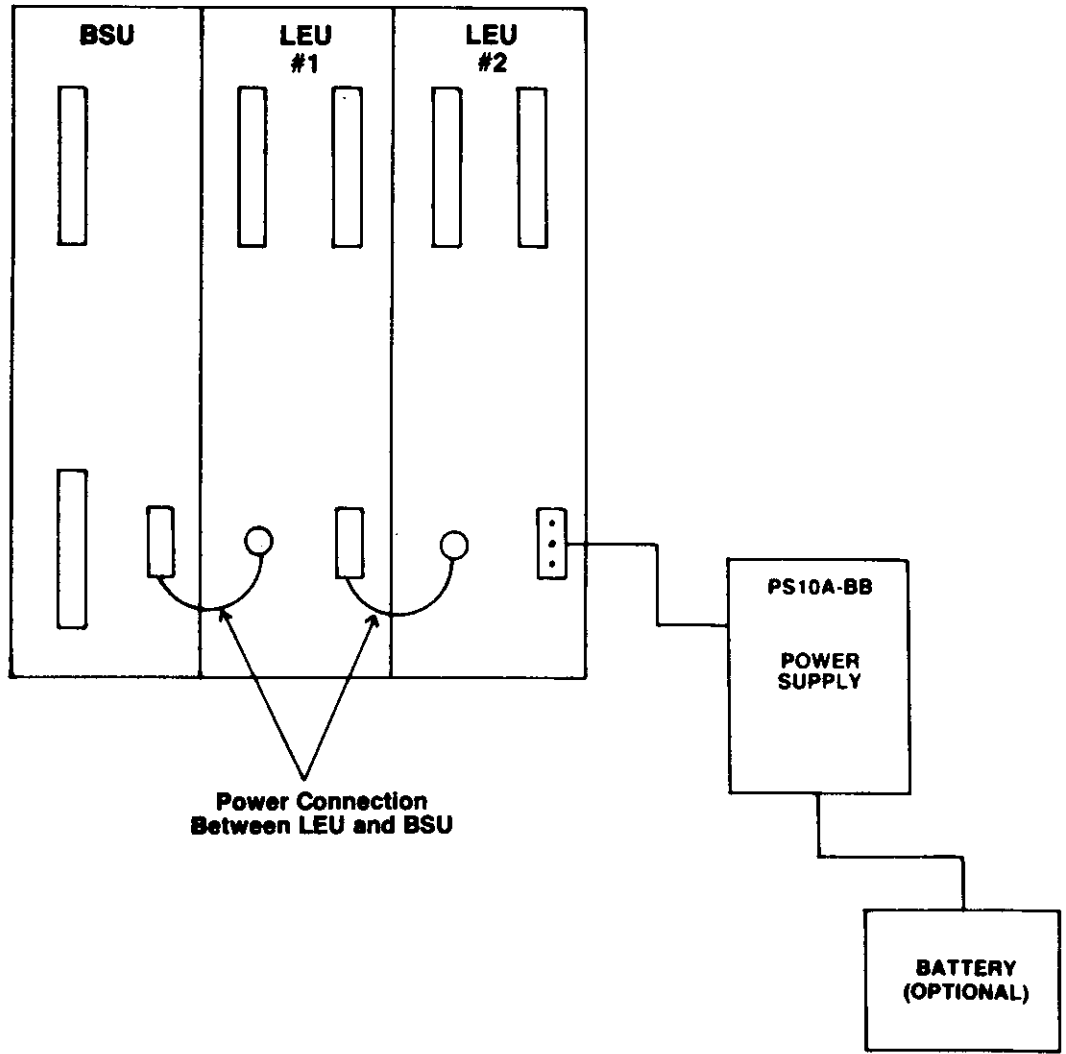 BSU
LEU
#1
LEU
#2
PS10A-BB
POWER
SUPPLY
Power Connection
Between LEU and BSU
BATTERY
(OPTIONAL)